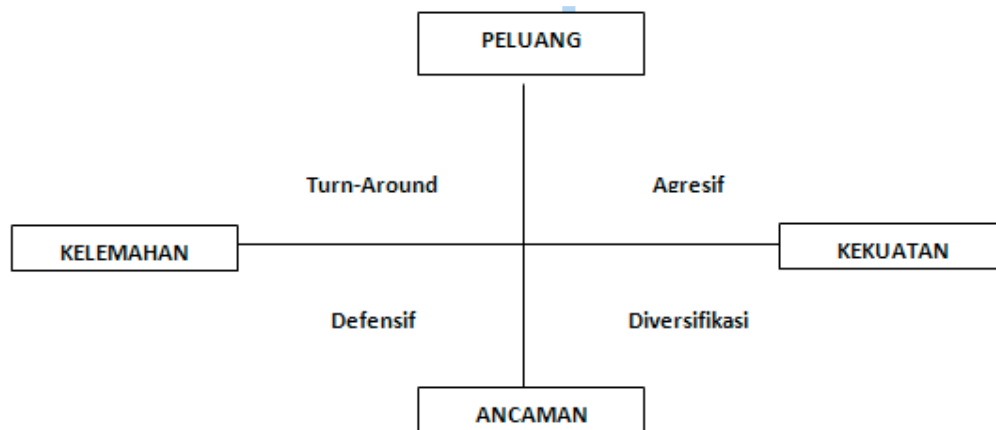 PELUANG
Turn-Around
Agresif
KELEMAHAN
KEKUATAN
Defensif
Diversifikasi
ANCAMAN